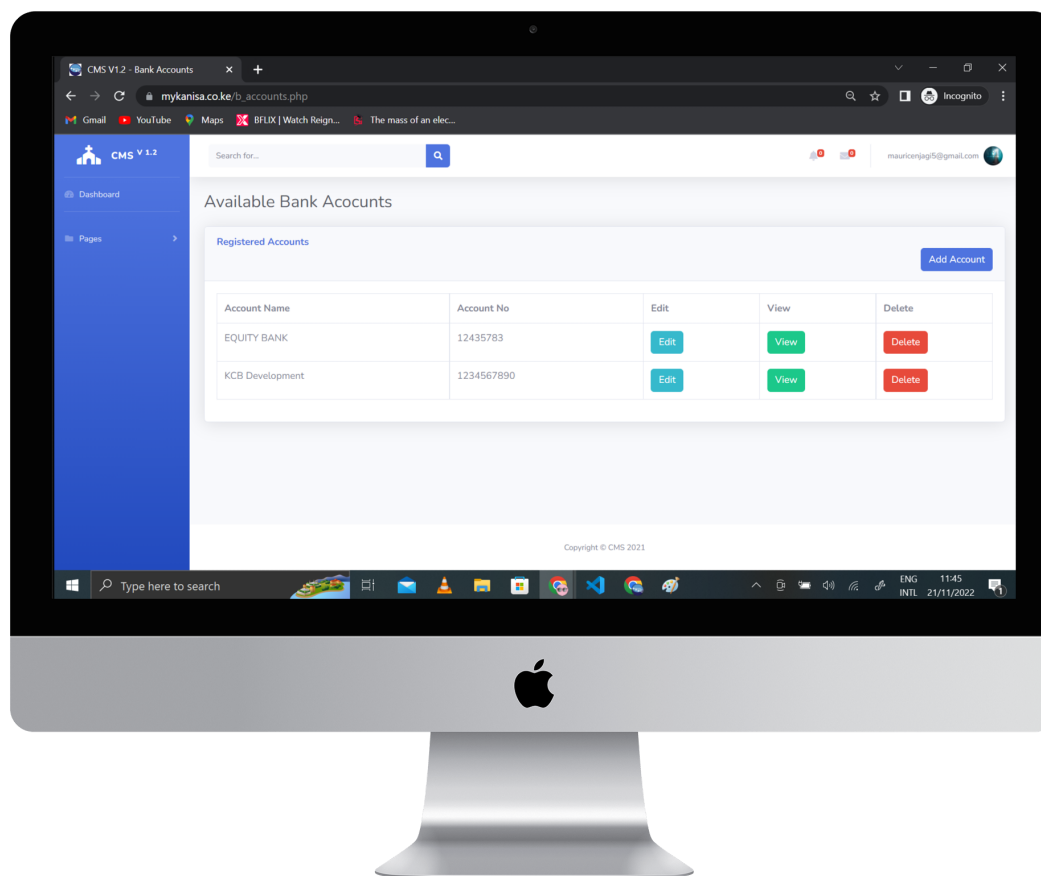 CMS V1.2 - Bank Accounts
mykanisa.co.ke/b_accounts.php
Incognito
Gmail YouTube Maps BFLIX | Watch Reign... The mass of an elec...
CMS V 1.2
Search for...
0 0
mauricenjagi5@gmail.com
Dashboard
Pages
Available Bank Acocunts
Registered Accounts
Add Account
Account Name Account No Edit View Delete
EQUITY BANK 12435783 Edit View Delete
KCB Development 1234567890 Edit View Delete
Copyright © CMS 2021
Type here to search
ENG 11:45
INTL 21/11/2022
1